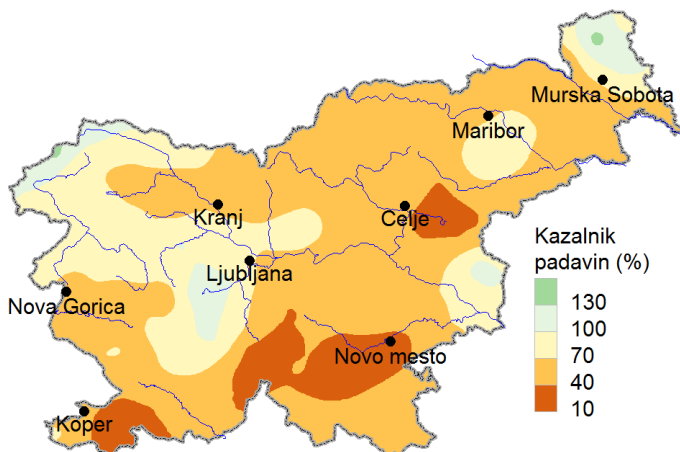 Murska Sobota
Maribor
Kranj
Celje
Ljubljana
Nova Gorica
Novo mesto
Koper
Kazalnik
padavin (%)
130
100
70
40
10